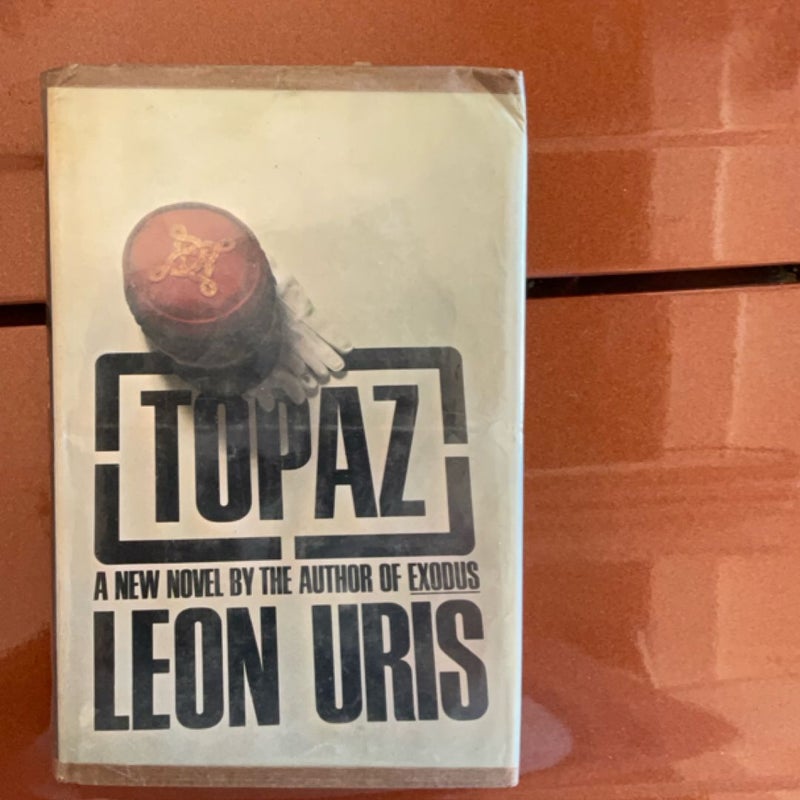 TOPAZ
A NEW NOVEL BY THE AUTHOR OF EXODUS
LEON URIS